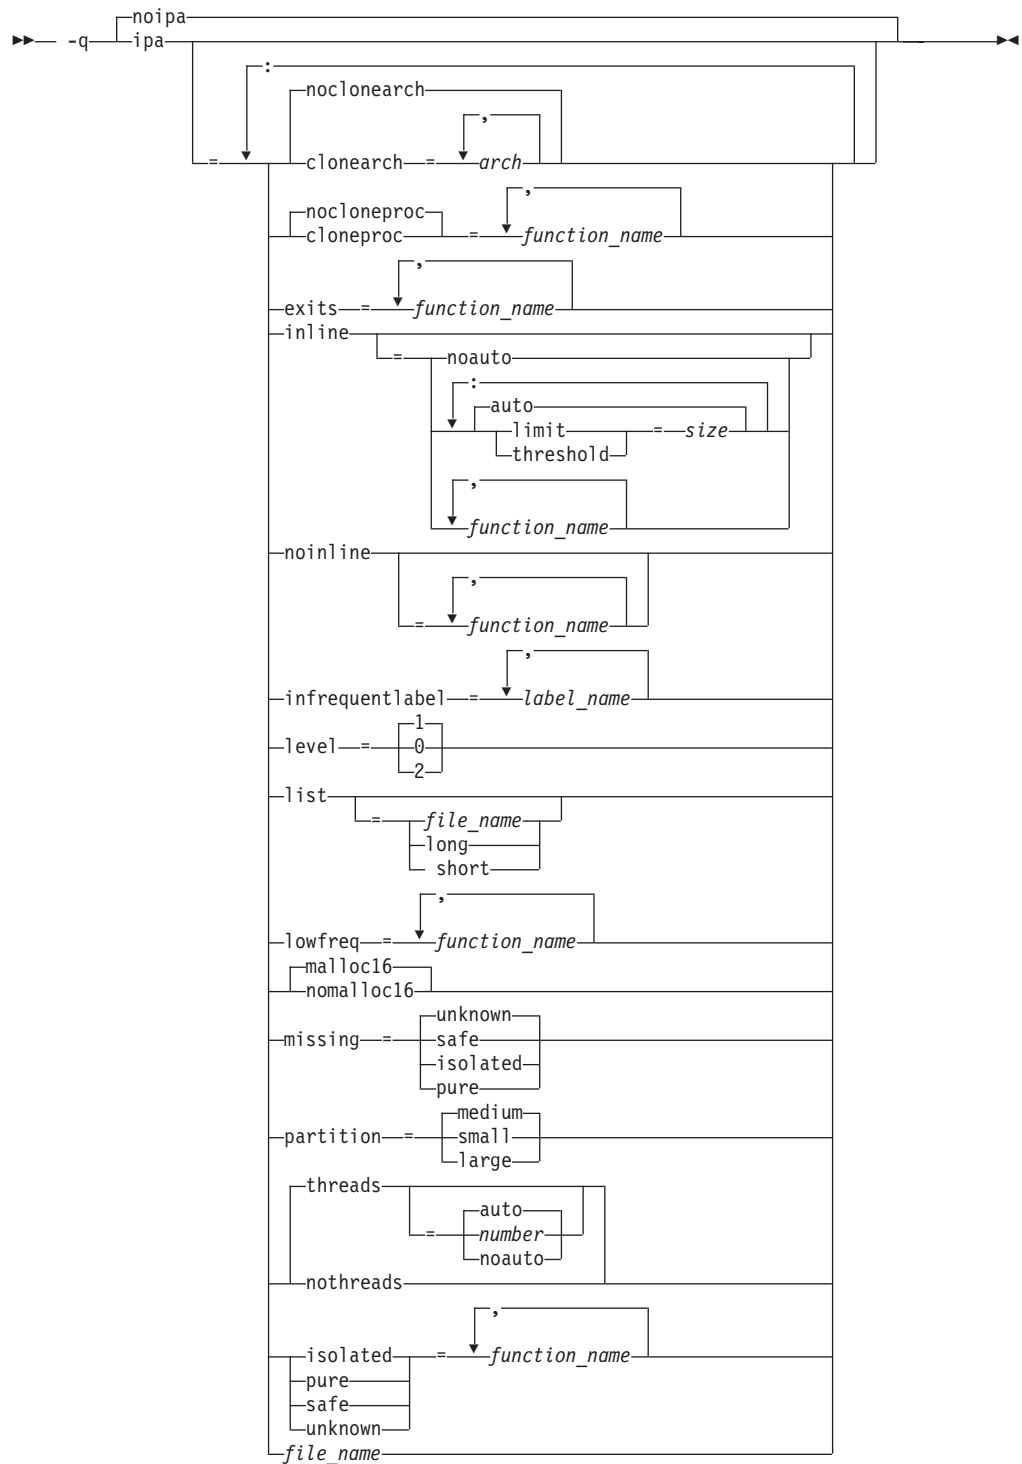 noipa
-q ipa
:
noclonearch
,
= clonearch = arch
,
nocloneproc
cloneproc = function_name
,
exits = function_name
inline
= noauto
:
auto
limit = size
threshold
,
function_name
noinline
,
= function_name
,
infrequentlabel = label_name
1
level = 0
2
list
= file_name
long
short
,
lowfreq = function_name
malloc16
nomalloc16
unknown
missing = safe
isolated
pure
medium
partition = small
large
threads
auto
= number
noauto
nothreads
,
isolated = function_name
pure
safe
unknown
file_name